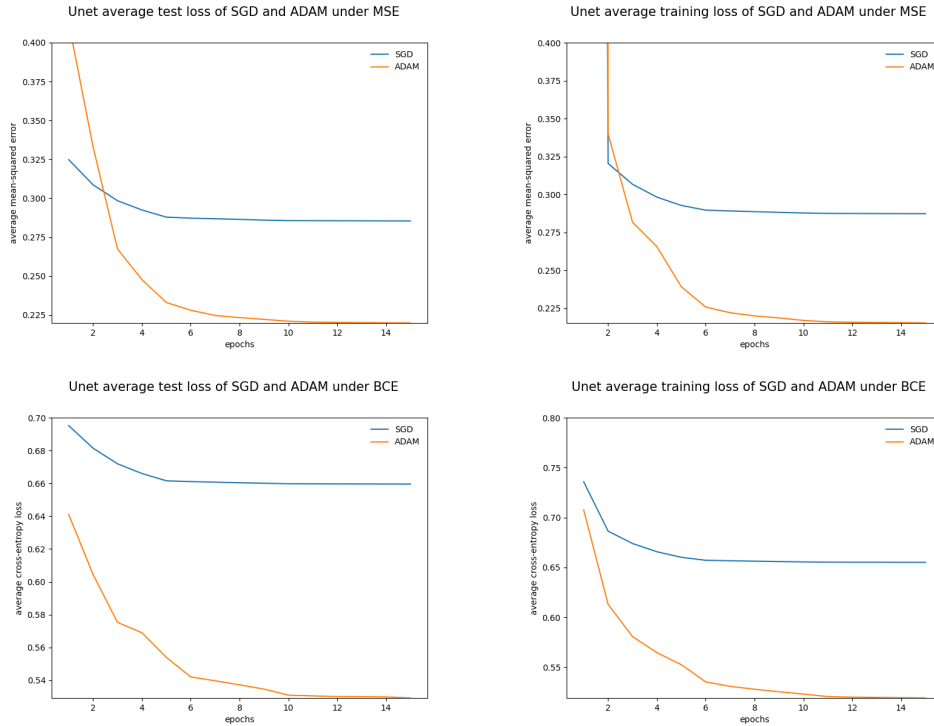 Unet average test loss of SGD and ADAM under MSE
0.400
0.375
0.350
0.325
0.300
0.275
0.250
0.225
average mean-squared error
2 4 6 8 10 12 14
epochs
SGD
ADAM
Unet average training loss of SGD and ADAM under MSE
0.400
0.375
0.350
0.325
0.300
0.275
0.250
0.225
average mean-squared error
2 4 6 8 10 12 14
epochs
SGD
ADAM
Unet average test loss of SGD and ADAM under BCE
0.70
0.68
0.66
0.64
0.62
0.60
0.58
0.56
0.54
average cross-entropy loss
2 4 6 8 10 12 14
epochs
SGD
ADAM
Unet average training loss of SGD and ADAM under BCE
0.80
0.75
0.70
0.65
0.60
0.55
average cross-entropy loss
2 4 6 8 10 12 14
epochs
SGD
ADAM